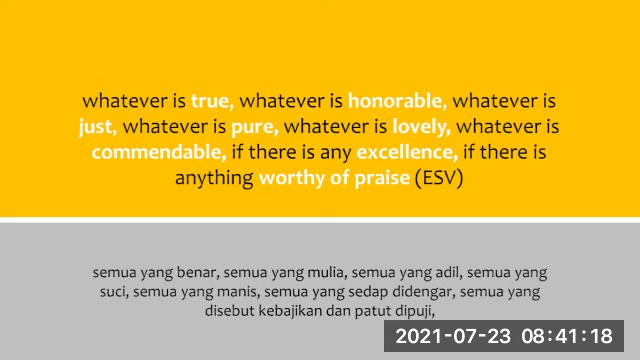 whatever is true, whatever is honorable, whatever is
just, whatever is pure, whatever is lovely, whatever is
commendable, if there is any excellence, if there is
anything worthy of praise (ESV)
semua yang benar, semua yang mulia, semua yang adil, semua yang
suci, semua yang manis, semua yang sedap didengar, semua yang
disebut kebajikan dan patut dipuji,
2021-07-23 08:41:18